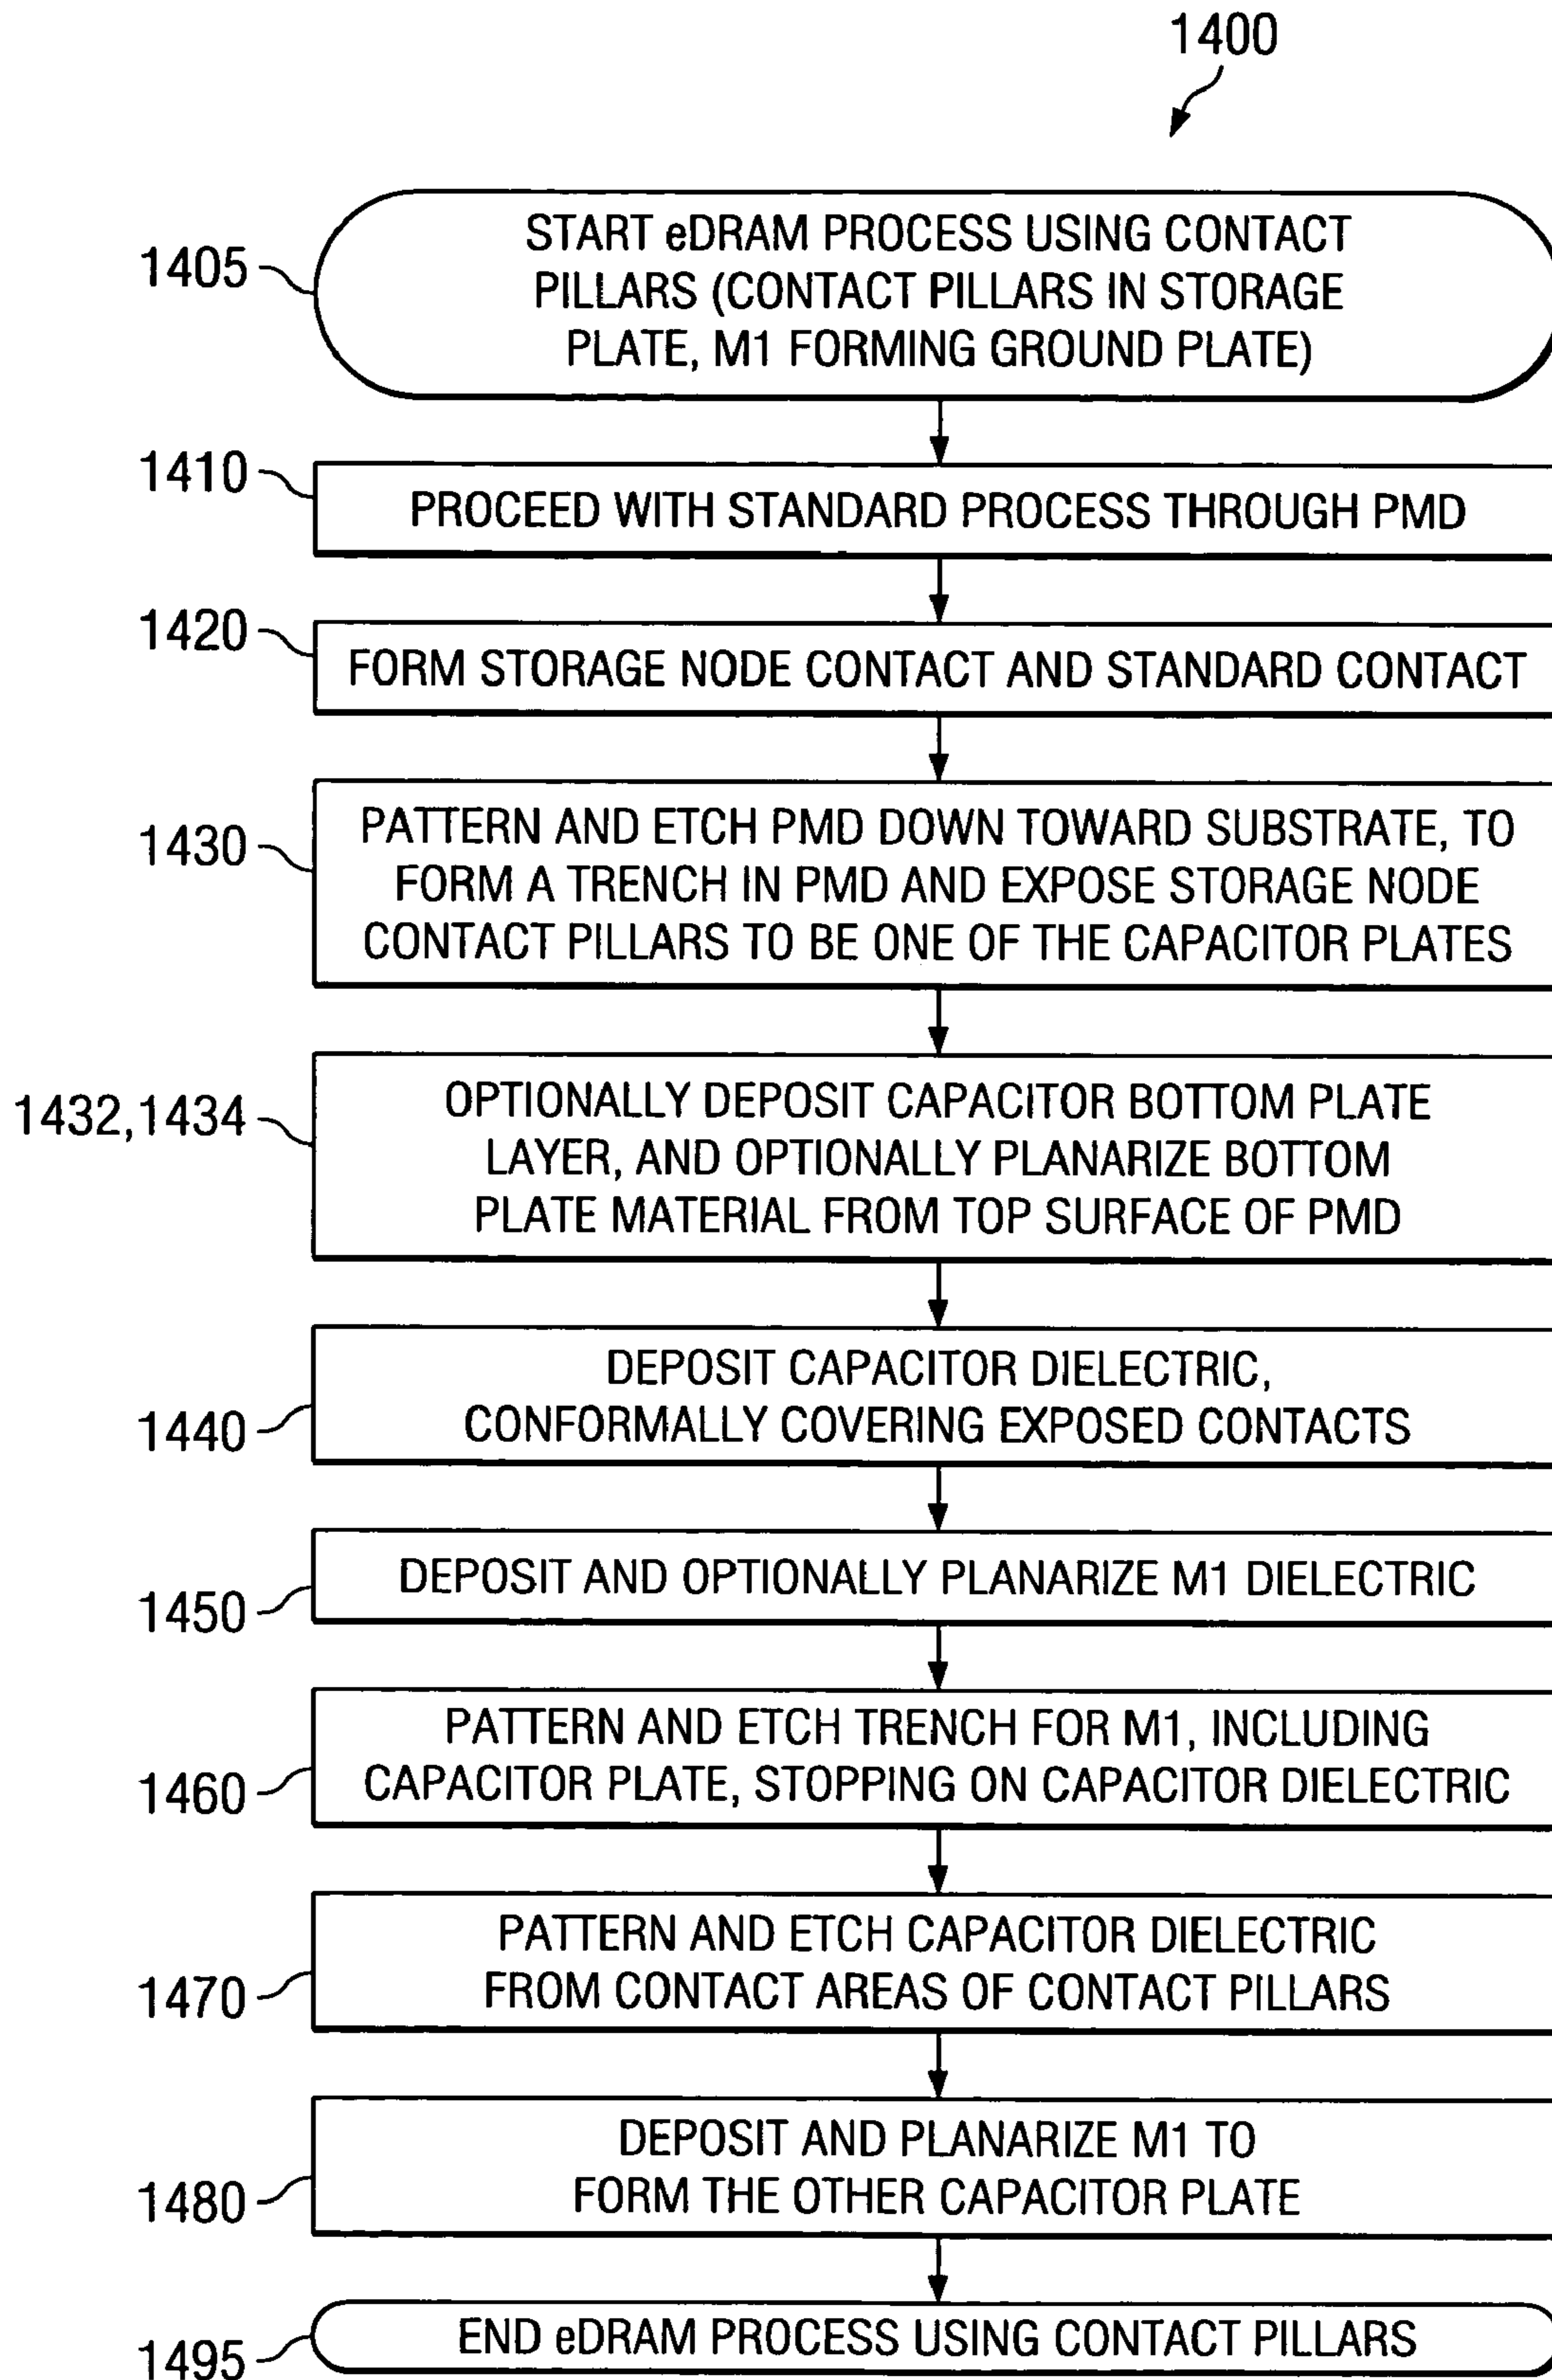 1400
1405
START eDRAM PROCESS USING CONTACT
PILLARS (CONTACT PILLARS IN STORAGE
PLATE, M1 FORMING GROUND PLATE)
1410
PROCEED WITH STANDARD PROCESS THROUGH PMD
1420
FORM STORAGE NODE CONTACT AND STANDARD CONTACT
1430
PATTERN AND ETCH PMD DOWN TOWARD SUBSTRATE, TO
FORM A TRENCH IN PMD AND EXPOSE STORAGE NODE
CONTACT PILLARS TO BE ONE OF THE CAPACITOR PLATES
1432,1434
OPTIONALLY DEPOSIT CAPACITOR BOTTOM PLATE
LAYER, AND OPTIONALLY PLANARIZE BOTTOM
PLATE MATERIAL FROM TOP SURFACE OF PMD
1440
DEPOSIT CAPACITOR DIELECTRIC,
CONFORMALLY COVERING EXPOSED CONTACTS
1450
DEPOSIT AND OPTIONALLY PLANARIZE M1 DIELECTRIC
1460
PATTERN AND ETCH TRENCH FOR M1, INCLUDING
CAPACITOR PLATE, STOPPING ON CAPACITOR DIELECTRIC
1470
PATTERN AND ETCH CAPACITOR DIELECTRIC
FROM CONTACT AREAS OF CONTACT PILLARS
1480
DEPOSIT AND PLANARIZE M1 TO
FORM THE OTHER CAPACITOR PLATE
1495
END eDRAM PROCESS USING CONTACT PILLARS